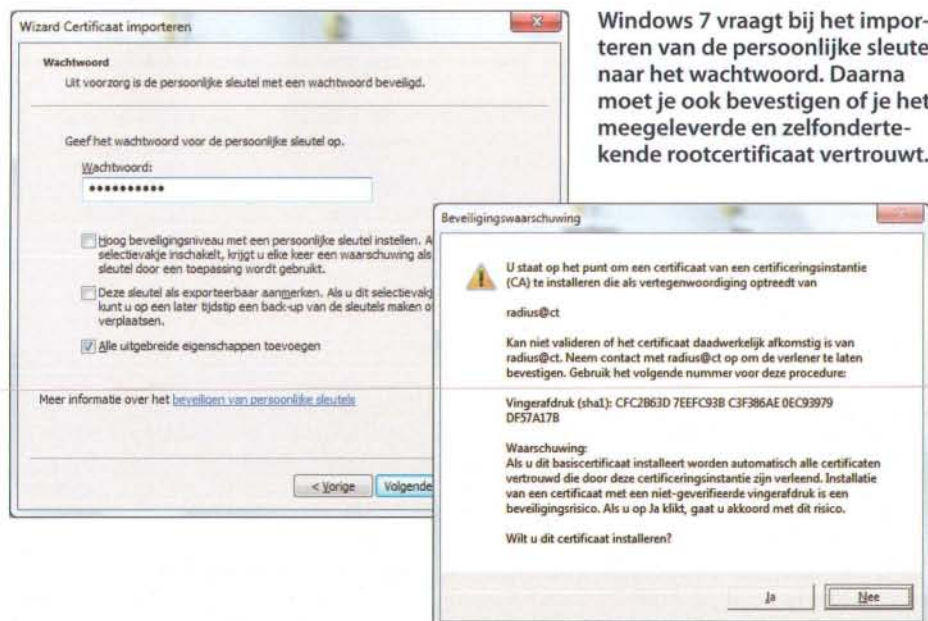 Wizard Certificaat importeren
Wachtwoord
Uit voorzorg is de persoonlijke sleutel met een wachtwoord beveiligd.
Geef het wachtwoord voor de persoonlijke sleutel op.
Wachtwoord:
••••••••••
Hoog beveiligingsniveau met een persoonlijke sleutel instellen. A
selectievakje inschakelt, krijgt u elke keer een waarschuwing als
sleutel door een toepassing wordt gebruikt.
Deze sleutel als exporteerbaar aanmerken. Als u dit selectievakj
kunt u op een later tijdstip een back-up van de sleutels maken o
verplaatsen.
Alle uitgebreide eigenschappen toevoegen
Meer informatie over het beveiligen van persoonlijke sleutels
< Vorige
Volgende
Windows 7 vraagt bij het impor-
teren van de persoonlijke sleute
naar het wachtwoord. Daarna
moet je ook bevestigen of je het
meegeleverde en zelfonderte-
kende rootcertificaat vertrouwt.
Beveiligingswaarschuwing
U staat op het punt om een certificaat van een certificeringsinstantie
(CA) te installeren die als vertegenwoordiging optreedt van
radius@ct
Kan niet valideren of het certificaat daadwerkelijk afkomstig is van
radius@ct. Neem contact met radius@ct op om de verlener te laten
bevestigen. Gebruik het volgende nummer voor deze procedure:
Vingerafdruk (sha1): CFC2B63D 7EEFC93B C3F386AE 0EC93979
DF57A17B
Waarschuwing:
Als u dit basiscertificaat installeert worden automatisch alle certificaten
vertrouwd die door deze certificeringsinstantie zijn verleend. Installatie
van een certificaat met een niet-geverifieerde vingerafdruk is een
beveiligingsrisico. Als u op Ja klikt, gaat u akkoord met dit risico.
Wilt u dit certificaat installeren?
Ja
Nee